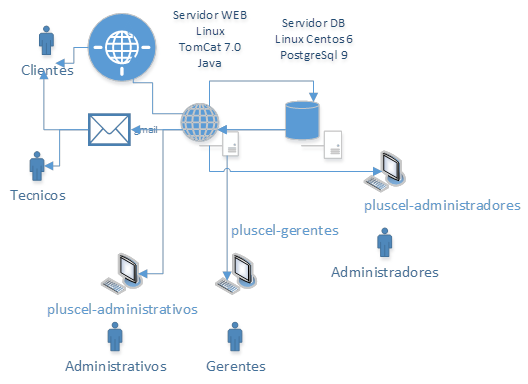 Servidor WEB
Linux
TomCat 7.0
Java
Servidor DB
Linux Centos 6
PostgreSql 9
Clientes
email
Tecnicos
pluscel-administradores
pluscel-gerentes
Administradores
pluscel-administrativos
Administrativos
Gerentes